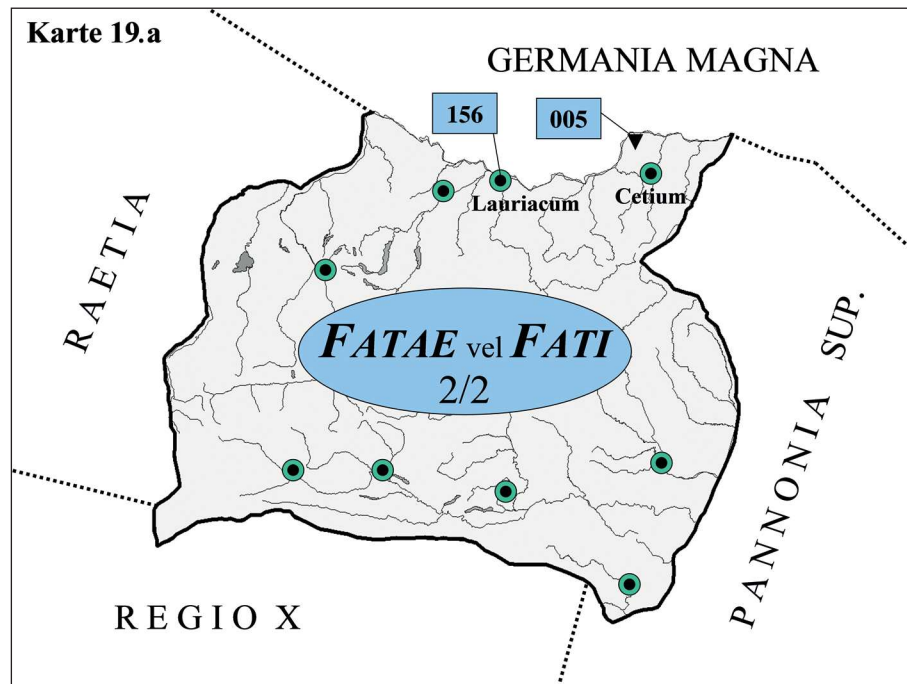 Karte 19.a
GERMANIA MAGNA
156
005
Lauriacum
Cetium
RAETIA
FATAE vel FATI
2/2
PANNONIA SUP.
REGIO X